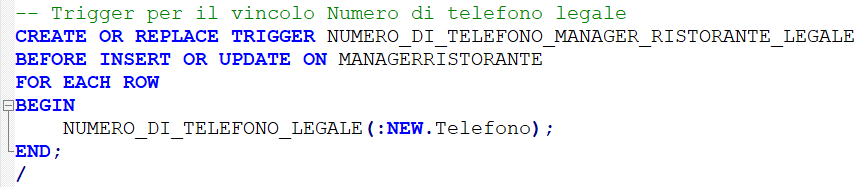 -- Trigger per il vincolo Numero di telefono legale
CREATE OR REPLACE TRIGGER NUMERO_DI_TELEFONO_MANAGER_RISTORANTE_LEGALE
BEFORE INSERT OR UPDATE ON MANAGERRISTORANTE
FOR EACH ROW
BEGIN
    NUMERO_DI_TELEFONO_LEGALE(:NEW.Telefono);
END;
/